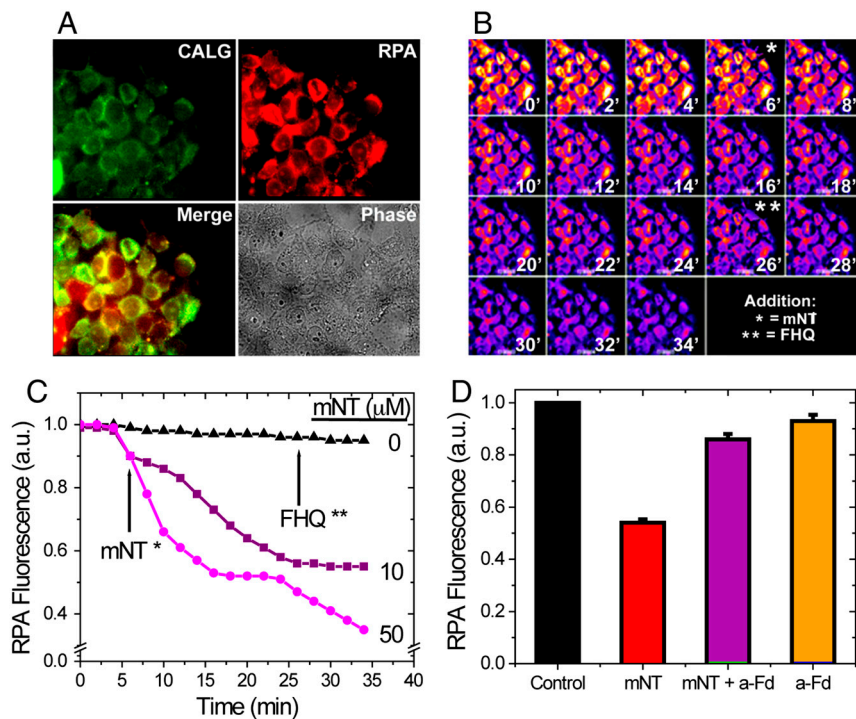 A
CALG
RPA
Merge
Phase
B
*
0'
2'
4'
6'
8'
10'
12'
14'
16'
18'
**
20'
22'
24'
26'
28'
30'
32'
34'
Addition:
* = mNT
** = FHQ
C
mNT (µM)
RPA Fluorescence (a.u.)
1.0
0.8
0.6
0.4
0.0
0
10
50
FHQ **
mNT *
0 5 10 15 20 25 30 35 40
Time (min)
D
RPA Fluorescence (a.u.)
1.0
0.8
0.6
0.4
0.2
0.0
Control mNT mNT + a-Fd a-Fd